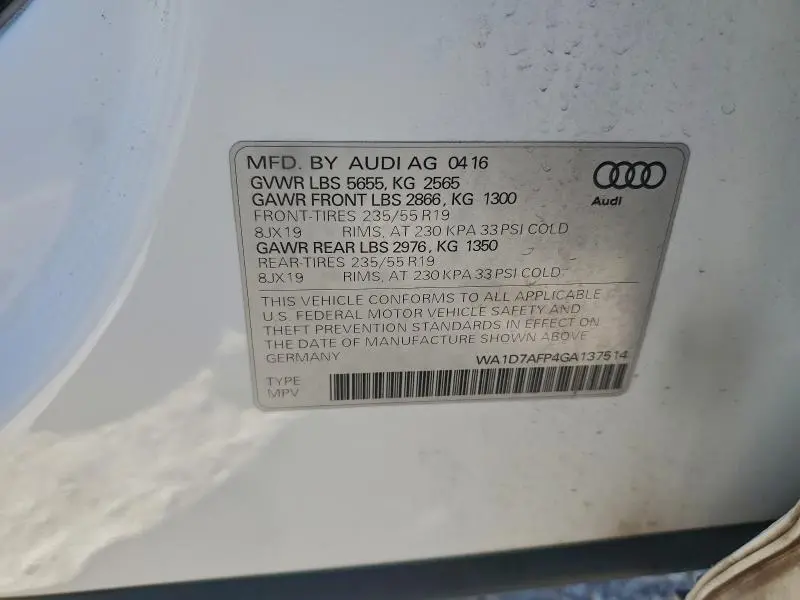 MFD. BY AUDI AG 04 16
GVWR LBS 5655, KG 2565
GAWR FRONT LBS 2866, KG 1300
FRONT-TIRES 235/55 R19
8JX19 RIMS, AT 230 KPA 33 PSI COLD
GAWR REAR LBS 2976, KG 1350
REAR-TIRES 235/55 R19
8JX19 RIMS, AT 230 KPA 33 PSI COLD.
Audi
THIS VEHICLE CONFORMS TO ALL APPLICABLE
U.S. FEDERAL MOTOR VEHICLE SAFETY AND
THEFT PREVENTION STANDARDS IN EFFECT ON
THE DATE OF MANUFACTURE SHOWN ABOVE
GERMANY WA1D7AFP4GA137514
TYPE
MPV